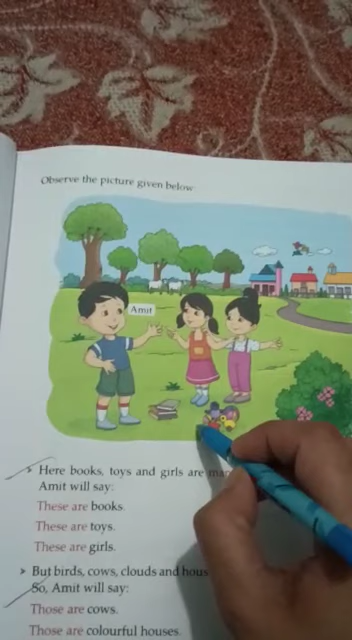 Observe the picture given below
Amit
Here books, toys and girls are
Amit will say:
These are books.
These are toys.
These are girls.
But birds, cows, clouds and
So, Amit will say:
Those are cows.
Those are colourful houses.